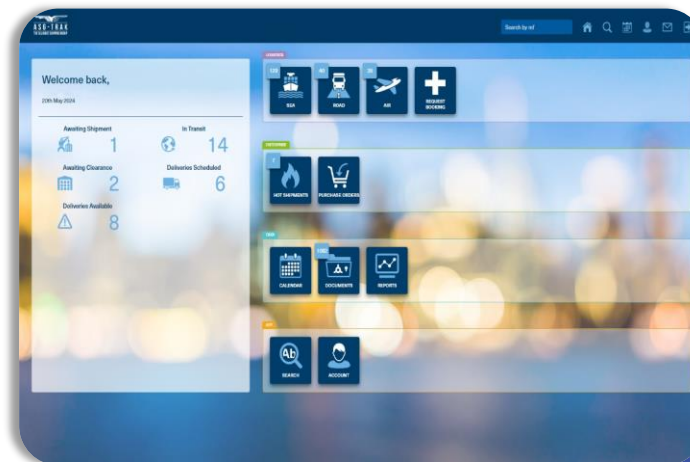 Search by ref
Welcome back,
20th May 2024
Awaiting Shipment
1
In Transit
14
Awaiting Clearance
2
Deliveries Scheduled
6
Deliveries Available
8
SEA
ROAD
AIR
REQUEST
BOOKING
HOT SHIPMENTS
PURCHASE ORDERS
CALENDAR
DOCUMENTS
REPORTS
Ab
SEARCH
ACCOUNT